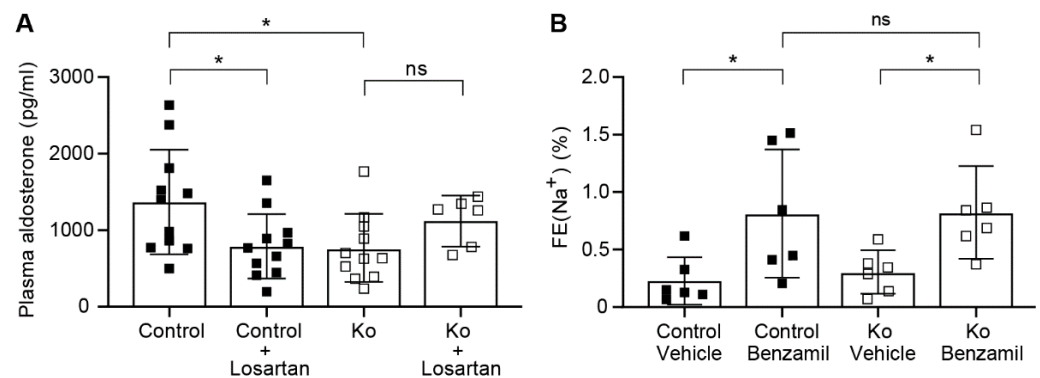 A
Plasma aldosterone (pg/ml)
3000
2000
1000
0
*
*
ns
Control
Control
+
Losartan
Ko
Ko
+
Losartan
B
FE(Na⁺) (%)
2.0
1.5
1.0
0.5
0
ns
*
*
Control
Vehicle
Control
Benzamil
Ko
Vehicle
Ko
Benzamil